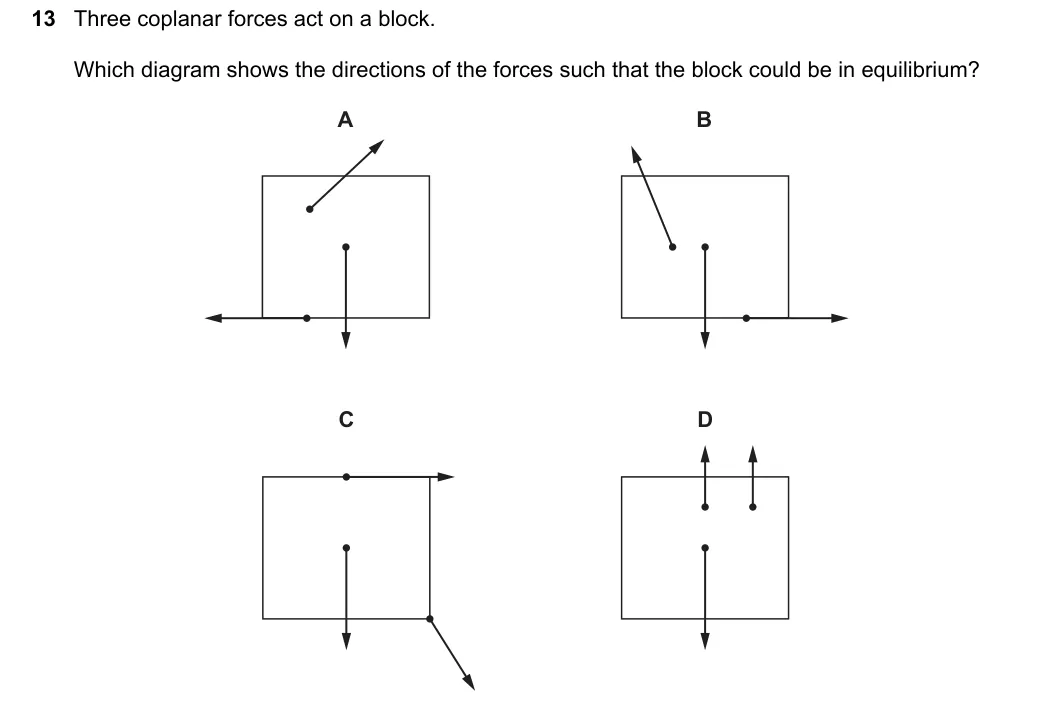 13 Three coplanar forces act on a block.
Which diagram shows the directions of the forces such that the block could be in equilibrium?
A
B
C
D